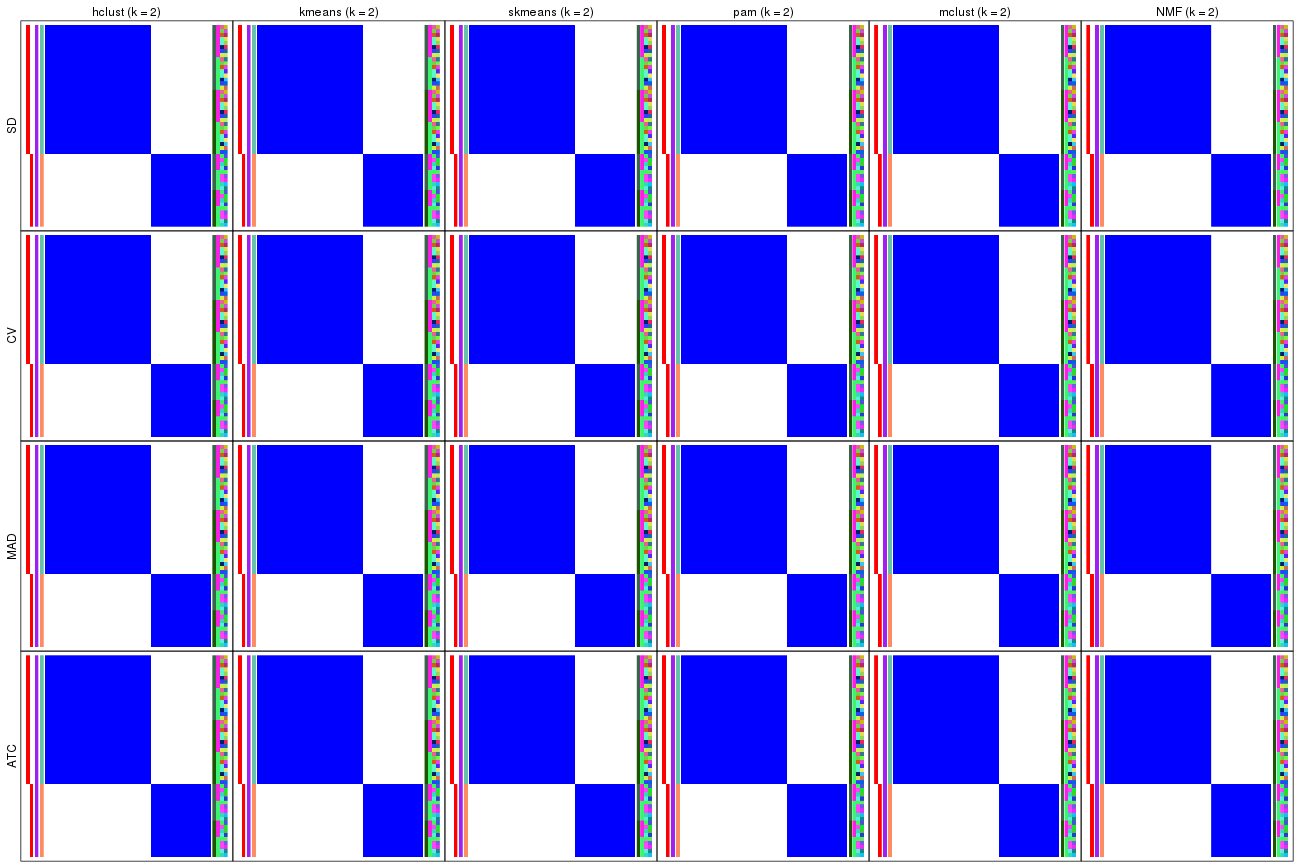 hclust (k = 2) kmeans (k = 2) skmeans (k = 2) pam (k = 2) mclust (k = 2) NMF (k = 2)
SD
CV
MAD
ATC